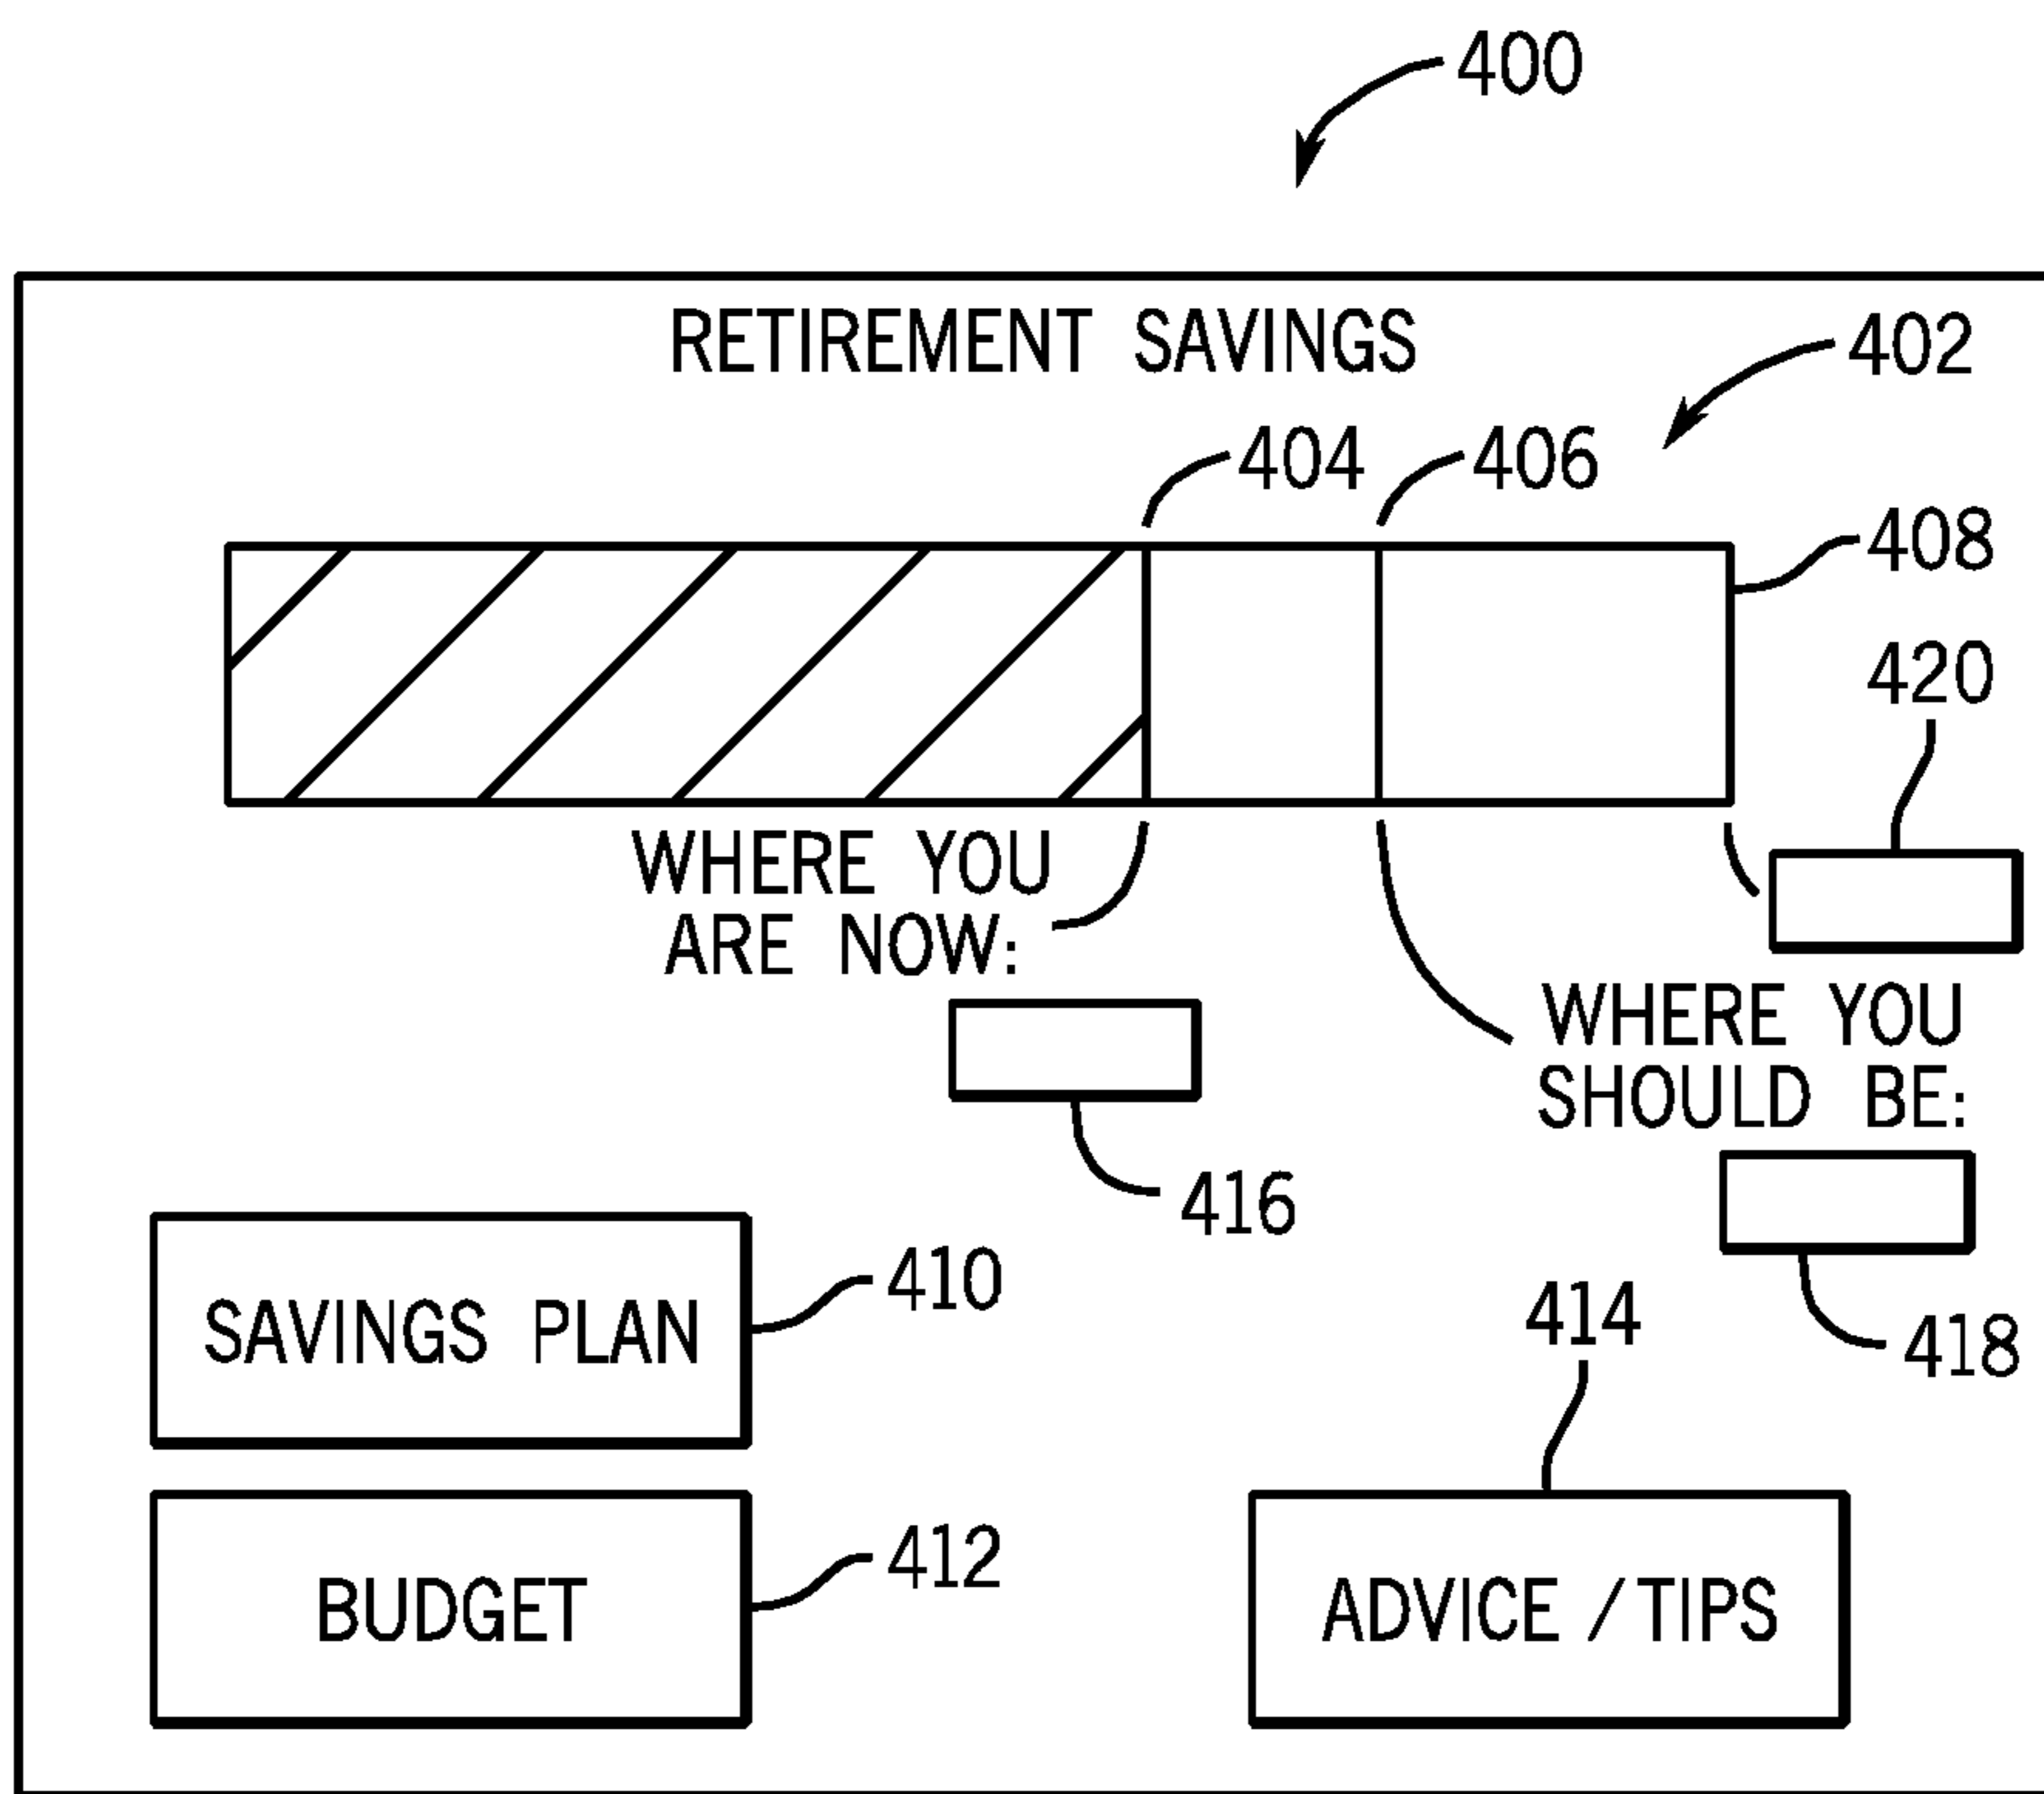 400
RETIREMENT SAVINGS
402
404
406
408
420
WHERE YOU
ARE NOW:
WHERE YOU
SHOULD BE:
416
418
SAVINGS PLAN
410
414
BUDGET
412
ADVICE / TIPS